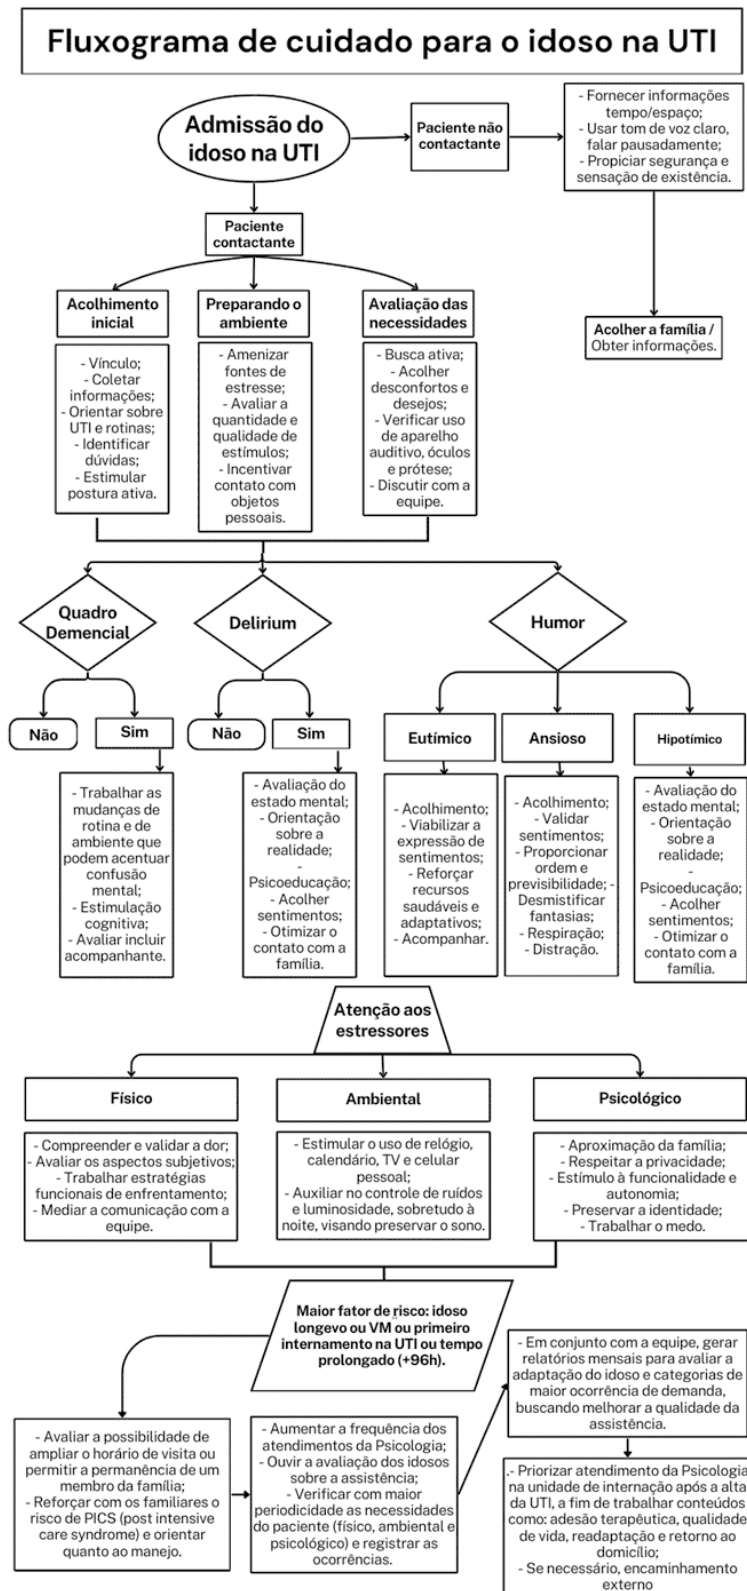 Fluxograma de cuidado para o idoso na UTI
Admissão do
idoso na UTI
Paciente não
contactante
- Fornecer informações
tempo/espaço;
- Usar tom de voz claro,
falar pausadamente;
- Propiciar segurança e
sensação de existência.
Paciente
contactante
Acolher a família /
Obter informações.
Acolhimento
inicial
- Vínculo;
- Coletar
informações;
- Orientar sobre
UTI e rotinas;
- Identificar
dúvidas;
- Estimular
postura ativa.
Preparando o
ambiente
- Amenizar
fontes de
estresse;
- Avaliar a
quantidade e
qualidade de
estímulos;
- Incentivar
contato com
objetos
pessoais.
Avaliação das
necessidades
- Busca ativa;
- Acolher
desconfortos e
desejos;
- Verificar uso
de aparelho
auditivo, óculos
e prótese;
- Discutir com a
equipe.
Quadro
Demencial
Delirium
Humor
Não
Sim
Não
Sim
Eutímico
Ansioso
Hipotímico
- Trabalhar as
mudanças de
rotina e de
ambiente que
podem acentuar
confusão
mental;
- Estimulação
cognitiva;
- Avaliar incluir
acompanhante.
- Avaliação do
estado mental;
- Orientação
sobre a
realidade;
-
Psicoeducação;
- Acolher
sentimentos;
- Otimizar o
contato com a
família.
- Acolhimento;
- Viabilizar a
expressão de
sentimentos;
- Reforçar
recursos
saudáveis e
adaptativos;
- Acompanhar.
- Acolhimento;
- Validar
sentimentos;
- Proporcionar
ordem e
previsibilidade; -
Desmistificar
fantasias;
- Respiração;
- Distração.
- Avaliação do
estado mental;
- Orientação
sobre a
realidade;
-
Psicoeducação;
- Acolher
sentimentos;
- Otimizar o
contato com a
família.
Atenção aos
estressores
Físico
Ambiental
Psicológico
- Compreender e validar a dor;
- Avaliar os aspectos subjetivos;
- Trabalhar estratégias
funcionais de enfrentamento;
- Mediar a comunicação com a
equipe.
- Estimular o uso de relógio,
calendário, TV e celular
pessoal;
- Auxiliar no controle de ruídos
e luminosidade, sobretudo à
noite, visando preservar o sono.
- Aproximação da família;
- Respeitar a privacidade;
- Estímulo à funcionalidade e
autonomia;
- Preservar a identidade;
- Trabalhar o medo.
Maior fator de risco: idoso
longevo ou VM ou primeiro
internamento na UTI ou tempo
prolongado (+96h).
- Avaliar a possibilidade de
ampliar o horário de visita ou
permitir a permanência de um
membro da família;
- Reforçar com os familiares o
risco de PICS (post intensive
care syndrome) e orientar
quanto ao manejo.
- Aumentar a frequência dos
atendimentos da Psicologia;
- Ouvir a avaliação dos idosos
sobre a assistência;
- Verificar com maior
periodicidade as necessidades
do paciente (físico, ambiental e
psicológico) e registrar as
ocorrências.
- Em conjunto com a equipe, gerar
relatórios mensais para avaliar a
adaptação do idoso e categorias de
maior ocorrência de demanda,
buscando melhorar a qualidade da
assistência.
.- Priorizar atendimento da Psicologia
na unidade de internação após a alta
da UTI, a fim de trabalhar conteúdos
como: adesão terapêutica, qualidade
de vida, readaptação e retorno ao
domicílio;
- Se necessário, encaminhamento
externo